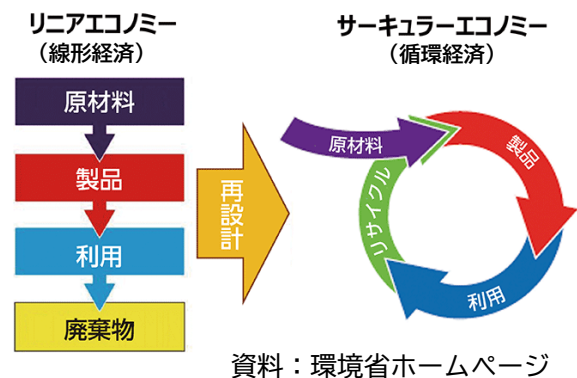 リニアエコノミー
(線形経済)
原材料
製品
利用
廃棄物
再設計
サーキュラーエコノミー
(循環経済)
原材料
製品
利用
リサイクル
資料：環境省ホームページ